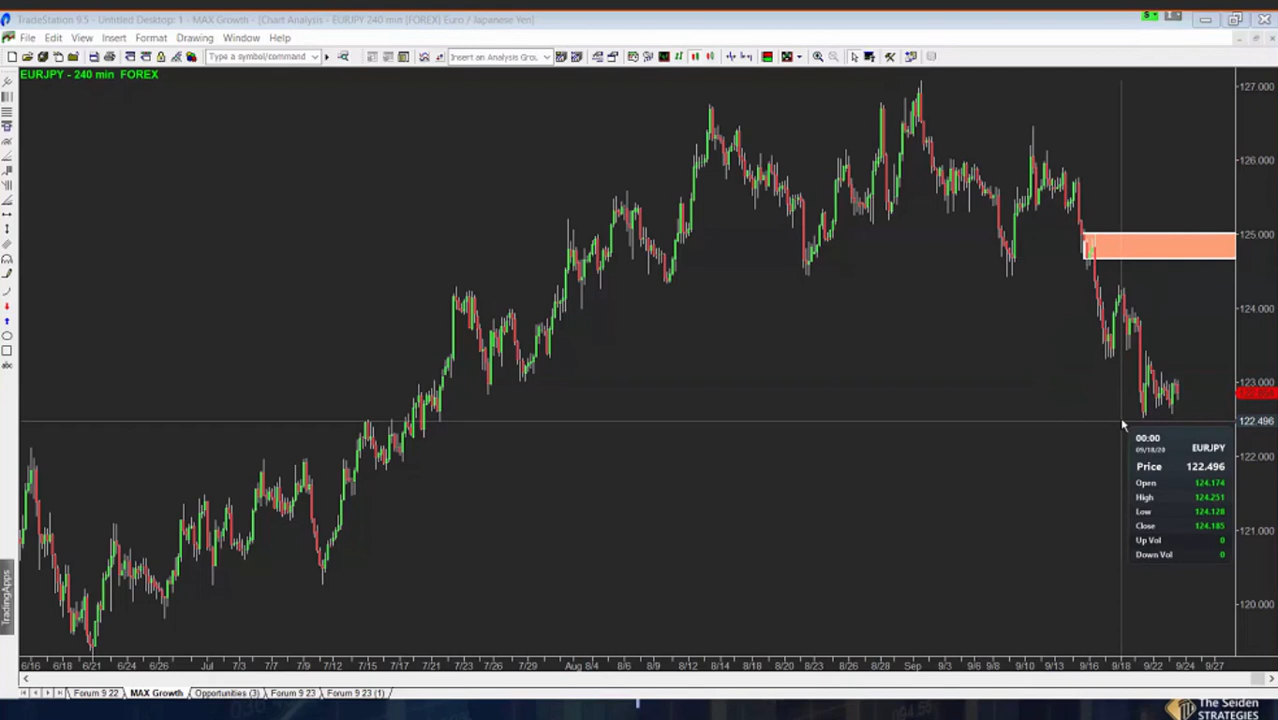 TradeStation 9.5 - Untitled Desktop: 1 - MAX Growth - [Chart Analysis - EURJPY 240 min [FOREX] Euro / Japanese Yen]
File Edit View Insert Format Drawing Window Help
Type a symbol/command
Insert an Analysis Grou
EURJPY - 240 min FOREX
127.000
126.000
125.000
124.000
123.000
122.496
122.000
121.000
120.000
00:00
09/18/20 EURJPY
Price 122.496
Open 124.174
High 124.251
Low 124.128
Close 124.185
Up Vol 0
Down Vol 0
abc
TradingApps
6/16 6/18 6/21 6/24 6/26 Jul 7/3 7/7 7/9 7/12 7/15 7/17 7/21 7/23 7/29 Aug 8/4 8/6 8/9 8/12 8/14 8/18 8/20 8/23 8/26 8/28 Sep 9/6 9/8 9/10 9/13 9/16 9/18 9/22 9/24 9/27
Forum 9 22 MAX Growth Opportunities (3) Forum 9 23 Forum 9 23 (1)
The Seiden
STRATEGIES